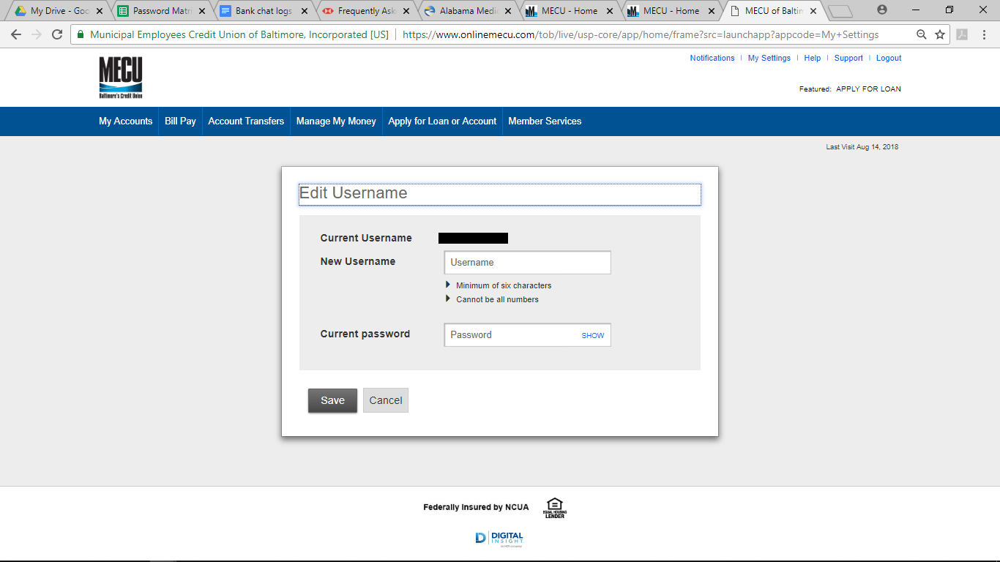 My Drive - Goo
Password Matri
Bank chat logs
Frequently Ask
Alabama Medic
MECU - Home
MECU - Home
MECU of Baltim
Municipal Employees Credit Union of Baltimore, Incorporated [US]
https://www.onlinemecu.com/tob/live/usp-core/app/home/frame?src=launchapp?appcode=My+Settings
MECU
Baltimore's Credit Union
Notifications
My Settings
Help
Support
Logout
Featured: APPLY FOR LOAN
My Accounts
Bill Pay
Account Transfers
Manage My Money
Apply for Loan or Account
Member Services
Last Visit Aug 14, 2018
Edit Username
Current Username
New Username
Username
Minimum of six characters
Cannot be all numbers
Current password
Password
SHOW
Save
Cancel
Federally Insured by NCUA
EQUAL HOUSING
LENDER
DIGITAL
INSIGHT
an NCR company